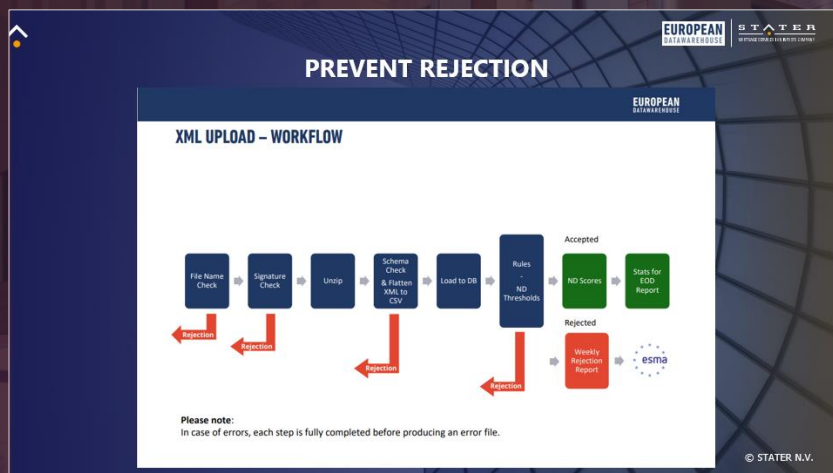 EUROPEAN
DATAWAREHOUSE
STATER
PREVENT REJECTION
EUROPEAN
DATAWAREHOUSE
XML UPLOAD – WORKFLOW
File Name
Check
Signature
Check
Unzip
Schema
Check
& Flatten
XML to
CSV
Load to DB
Rules
-
ND
Thresholds
Accepted
ND Scores
Stats for
EOD
Report
Rejection
Rejection
Rejection
Rejection
Rejected
Weekly
Rejection
Report
esma
Please note:
In case of errors, each step is fully completed before producing an error file.
© STATER N.V.